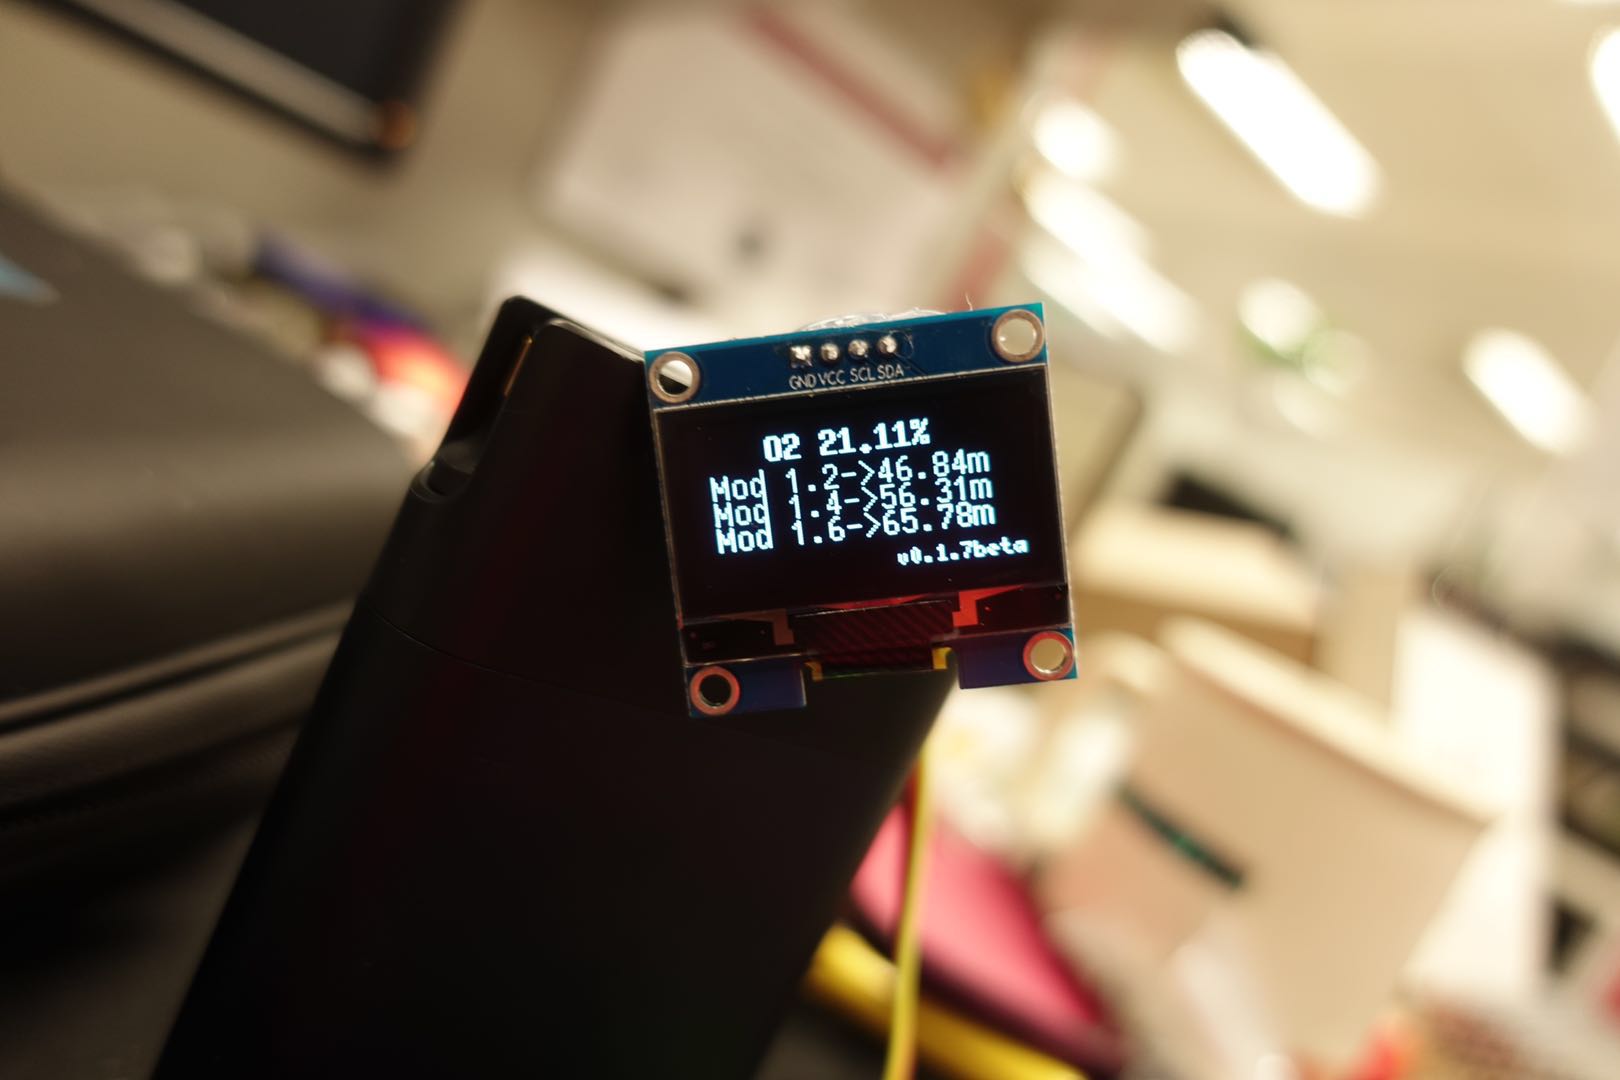 GND VCC SCL SDA
O2 21.11%
Mod 1.2->46.84m
Mod 1.4->56.31m
Mod 1.6->65.78m
v0.1.7beta